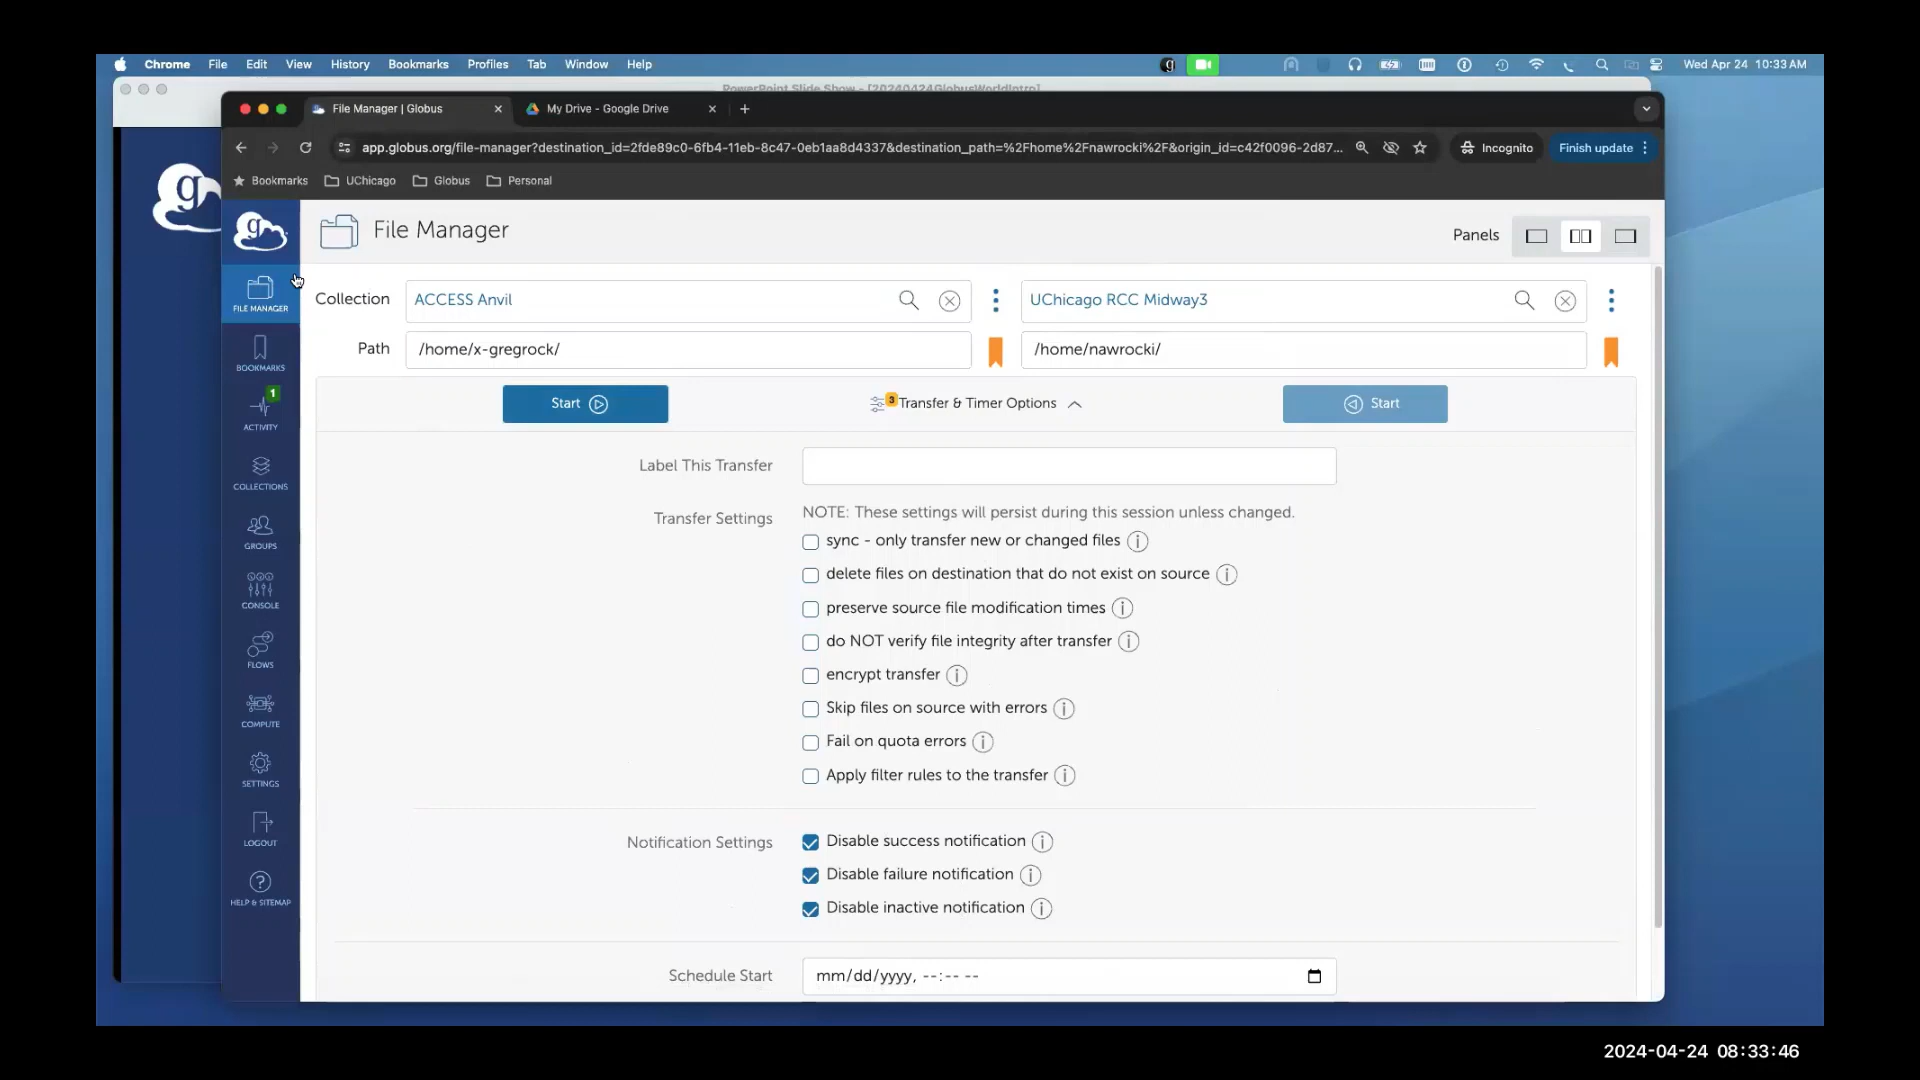 Chrome File Edit View History Bookmarks Profiles Tab Window Help Wed Apr 24 10:33 AM
PowerPoint Slide Show - [20240424GlobusWorldIntro]
File Manager | Globus My Drive - Google Drive
app.globus.org/file-manager?destination_id=2fde89c0-6fb4-11eb-8c47-0eb1aa8d4337&destination_path=%2Fhome%2Fnawrocki%2F&origin_id=c42f0096-2d87... Incognito Finish update
Bookmarks UChicago Globus Personal
g
File Manager
Panels
FILE MANAGER
BOOKMARKS
1
ACTIVITY
COLLECTIONS
GROUPS
CONSOLE
FLOWS
COMPUTE
SETTINGS
LOGOUT
HELP & SITEMAP
Collection ACCESS Anvil UChicago RCC Midway3
Path /home/x-gregrock/ /home/nawrocki/
Start 3 Transfer & Timer Options Start
Label This Transfer
Transfer Settings NOTE: These settings will persist during this session unless changed.
sync - only transfer new or changed files
delete files on destination that do not exist on source
preserve source file modification times
do NOT verify file integrity after transfer
encrypt transfer
Skip files on source with errors
Fail on quota errors
Apply filter rules to the transfer
Notification Settings Disable success notification
Disable failure notification
Disable inactive notification
Schedule Start mm/dd/yyyy, --:-- --
2024-04-24 08:33:46